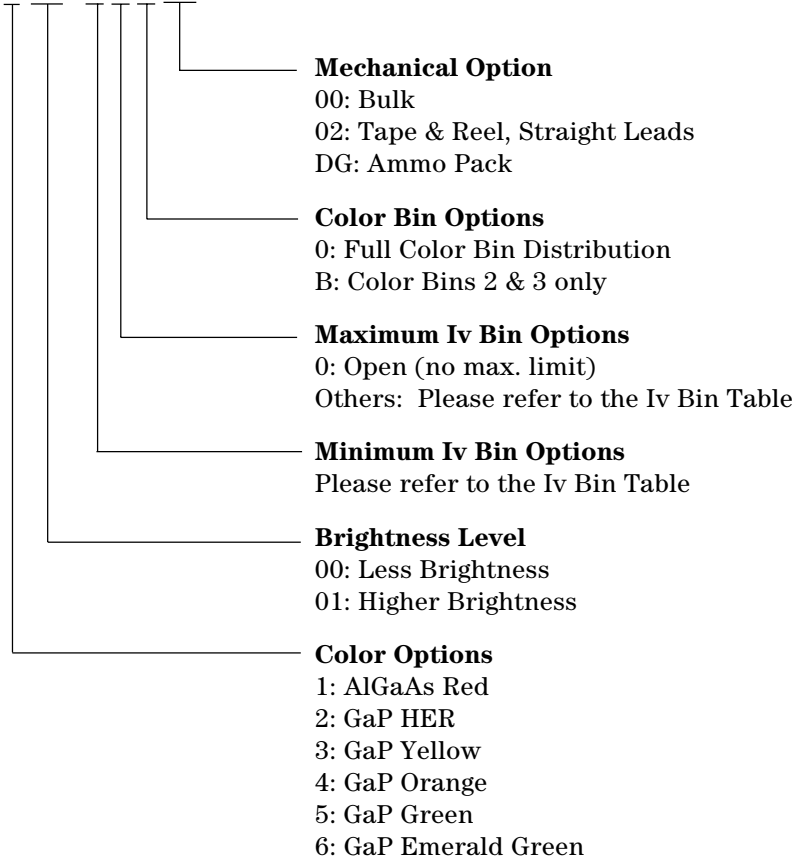 Mechanical Option
00: Bulk
02: Tape & Reel, Straight Leads
DG: Ammo Pack
Color Bin Options
0: Full Color Bin Distribution
B: Color Bins 2 & 3 only
Maximum Iv Bin Options
0: Open (no max. limit)
Others: Please refer to the Iv Bin Table
Minimum Iv Bin Options
Please refer to the Iv Bin Table
Brightness Level
00: Less Brightness
01: Higher Brightness
Color Options
1: AlGaAs Red
2: GaP HER
3: GaP Yellow
4: GaP Orange
5: GaP Green
6: GaP Emerald Green